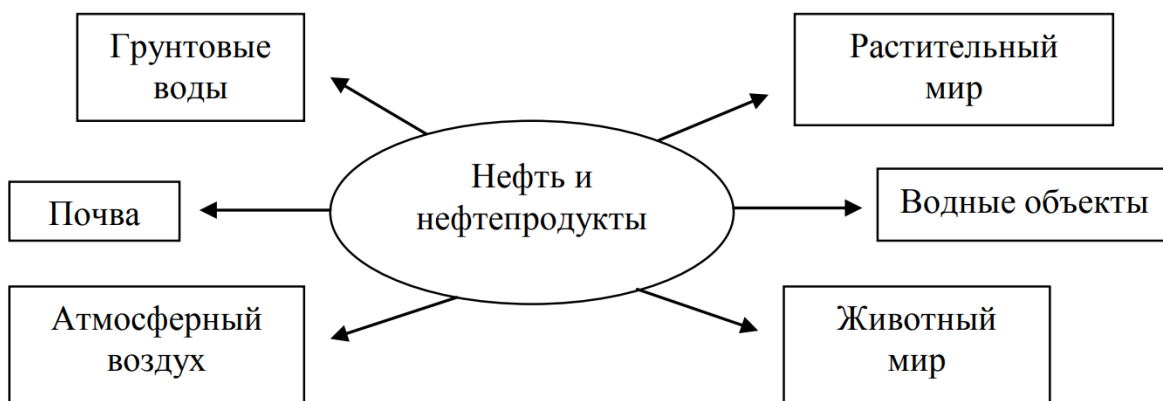 Грунтовые
воды
Растительный
мир
Нефть и
нефтепродукты
Почва
Водные объекты
Атмосферный
воздух
Животный
мир